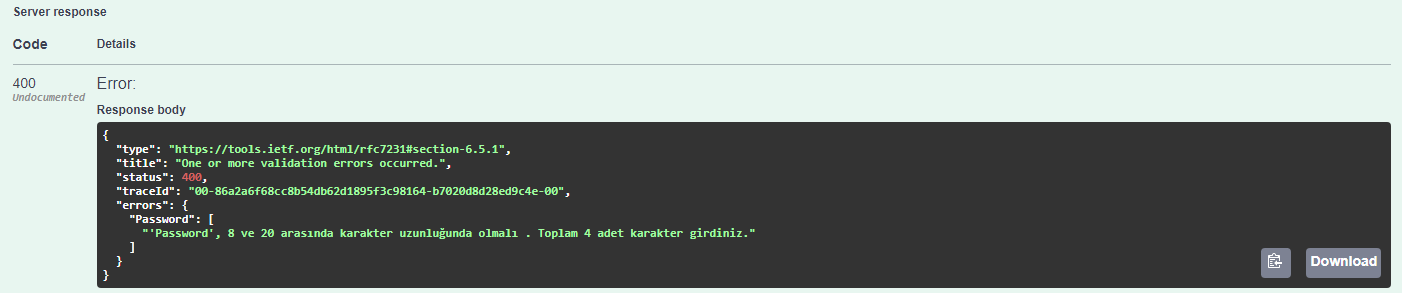 Server response
Code Details
400 Error:
Undocumented
Response body
{
  "type": "https://tools.ietf.org/html/rfc7231#section-6.5.1",
  "title": "One or more validation errors occurred.",
  "status": 400,
  "traceId": "00-86a2a6f68cc8b54db62d1895f3c98164-b7020d8d28ed9c4e-00",
  "errors": {
    "Password": [
      "'Password', 8 ve 20 arasında karakter uzunluğunda olmalı . Toplam 4 adet karakter girdiniz."
    ]
  }
}
Download